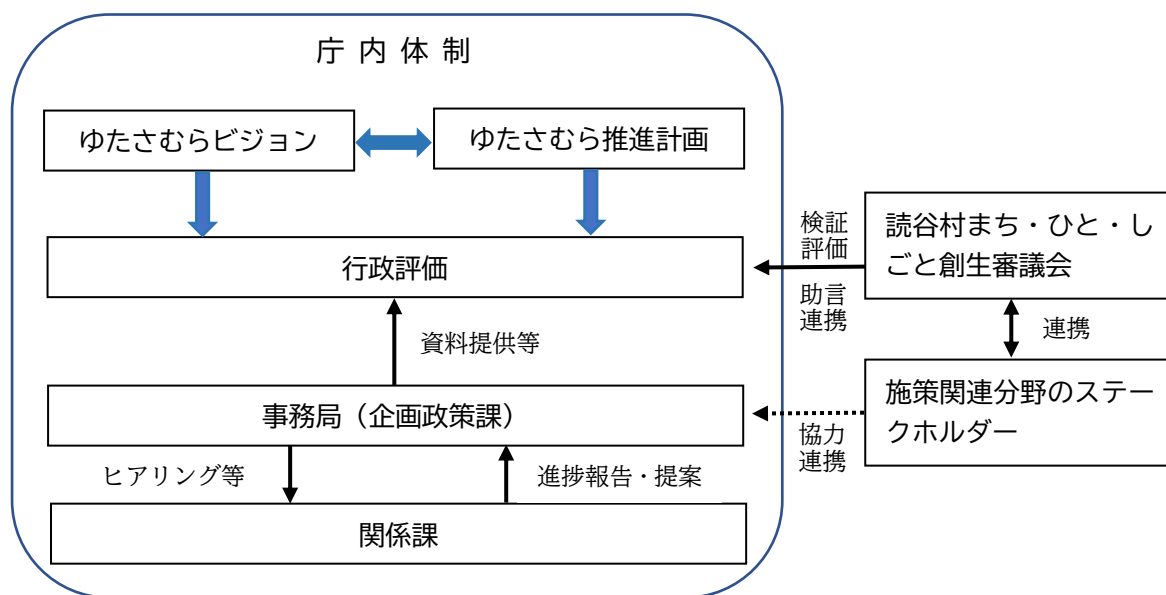 庁内体制
ゆたさむらビジョン
ゆたさむら推進計画
行政評価
検証
評価
助言
連携
読谷村まち・ひと・し
ごと創生審議会
資料提供等
連携
事務局（企画政策課）
協力
連携
施策関連分野のステー
クホルダー
ヒアリング等
進捗報告・提案
関係課